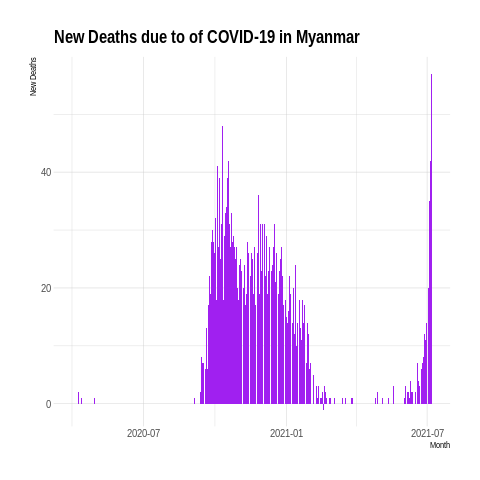 New Deaths due to of COVID-19 in Myanmar
New Deaths
40
20
0
2020-07 2021-01 2021-07
Month